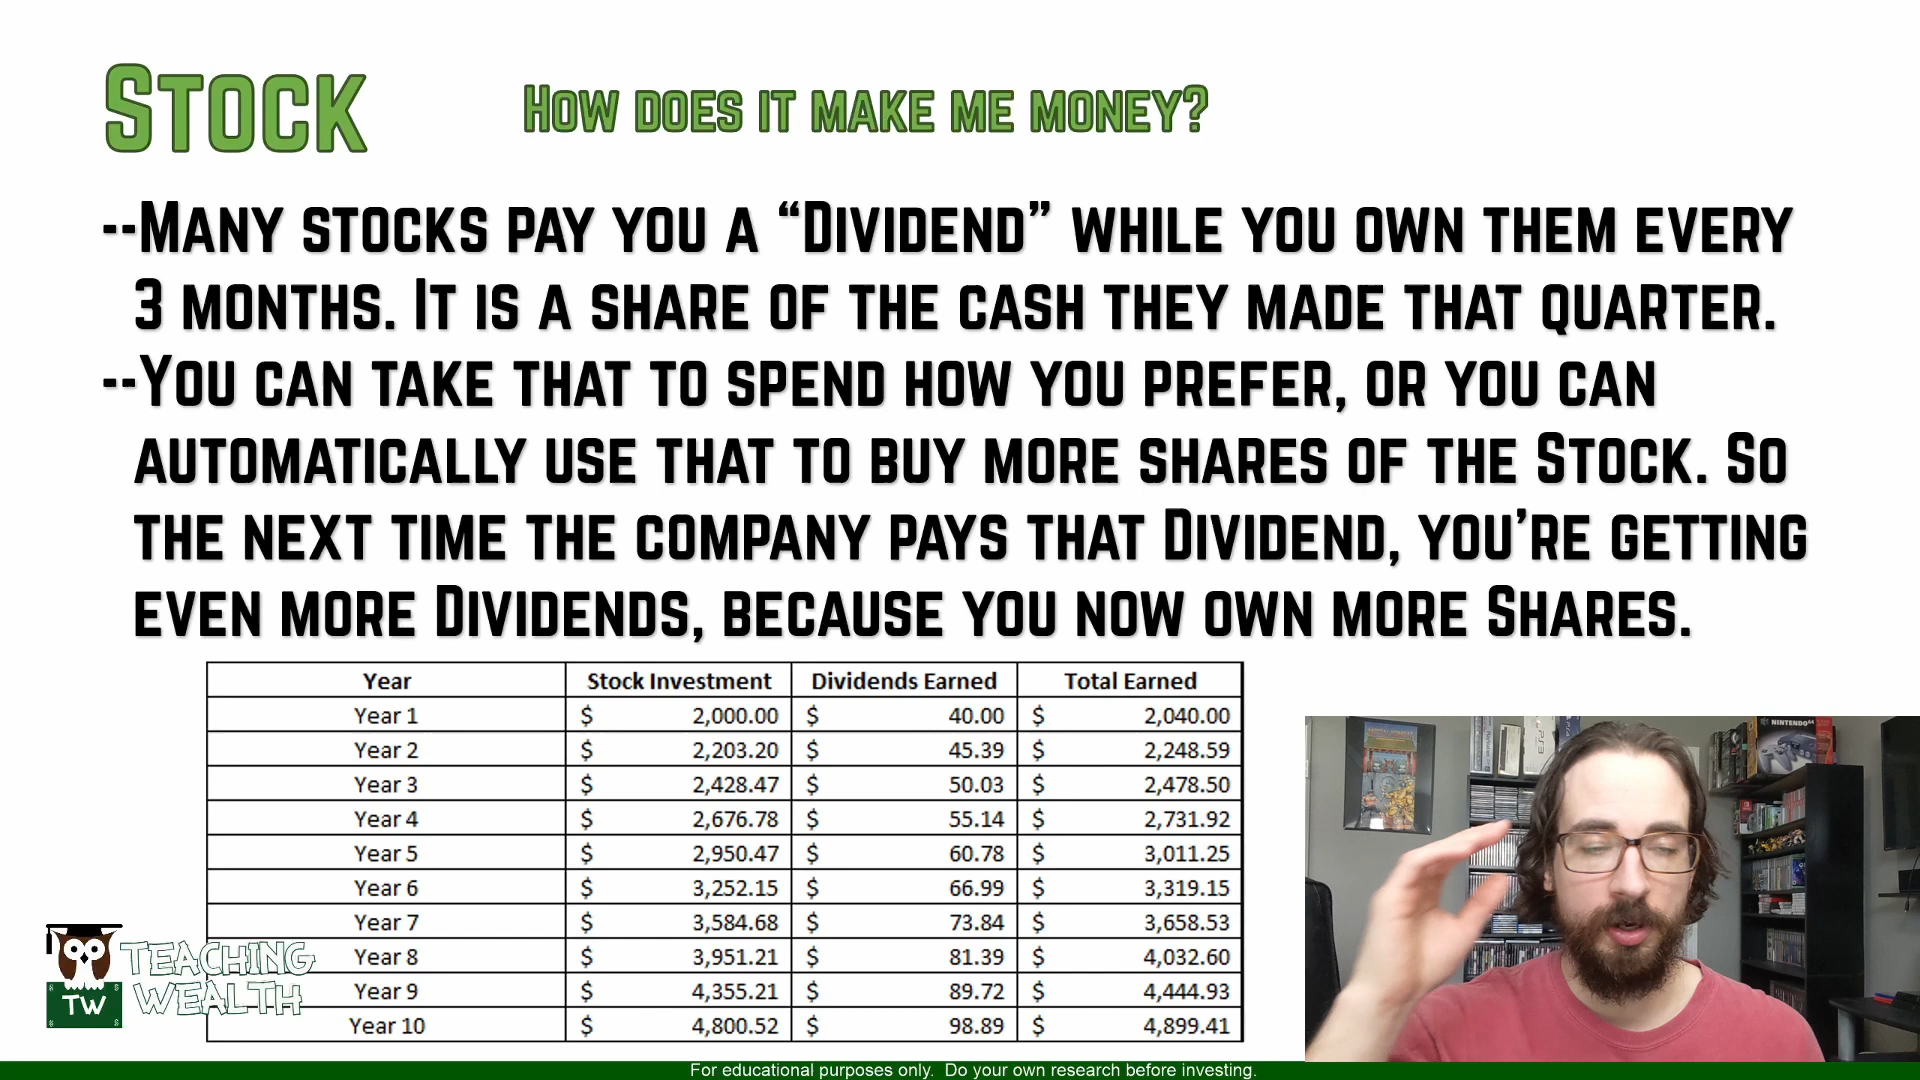 Stock
How does it make me money?
--Many stocks pay you a “Dividend” while you own them every
3 months. It is a share of the cash they made that quarter.
--You can take that to spend how you prefer, or you can
automatically use that to buy more shares of the Stock. So
the next time the company pays that Dividend, you’re getting
even more Dividends, because you now own more Shares.
Year Stock Investment Dividends Earned Total Earned
Year 1 $ 2,000.00 $ 40.00 $ 2,040.00
Year 2 $ 2,203.20 $ 45.39 $ 2,248.59
Year 3 $ 2,428.47 $ 50.03 $ 2,478.50
Year 4 $ 2,676.78 $ 55.14 $ 2,731.92
Year 5 $ 2,950.47 $ 60.78 $ 3,011.25
Year 6 $ 3,252.15 $ 66.99 $ 3,319.15
Year 7 $ 3,584.68 $ 73.84 $ 3,658.53
Year 8 $ 3,951.21 $ 81.39 $ 4,032.60
Year 9 $ 4,355.21 $ 89.72 $ 4,444.93
Year 10 $ 4,800.52 $ 98.89 $ 4,899.41
TEACHING
WEALTH
TW
NINTENDO64
PS3
For educational purposes only. Do your own research before investing.